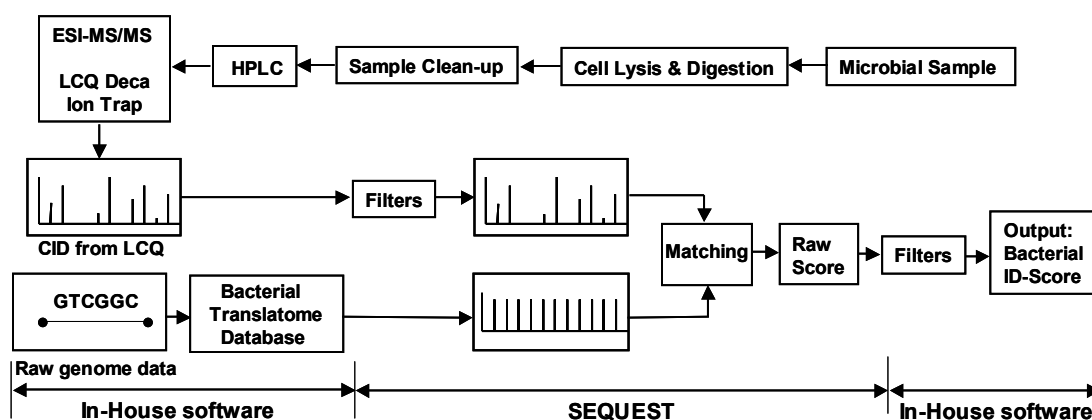 ESI-MS/MS
LCQ Deca
Ion Trap
HPLC
Sample Clean-up
Cell Lysis & Digestion
Microbial Sample
CID from LCQ
Filters
Matching
Raw
Score
Filters
Output:
Bacterial
ID-Score
GTCGGC
Raw genome data
Bacterial
Translatome
Database
In-House software
SEQUEST
In-House software